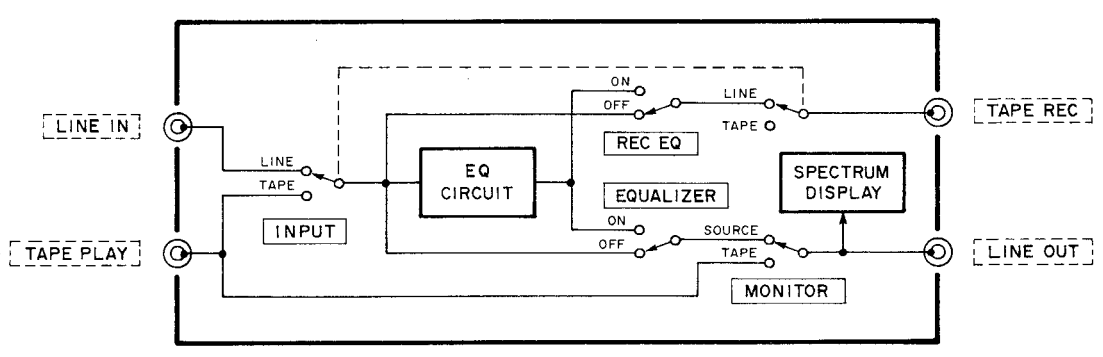 ON
OFF
LINE
TAPE
REC EQ
TAPE REC
LINE IN
LINE
TAPE
INPUT
EQ
CIRCUIT
EQUALIZER
SPECTRUM
DISPLAY
ON
OFF
SOURCE
TAPE
MONITOR
TAPE PLAY
LINE OUT